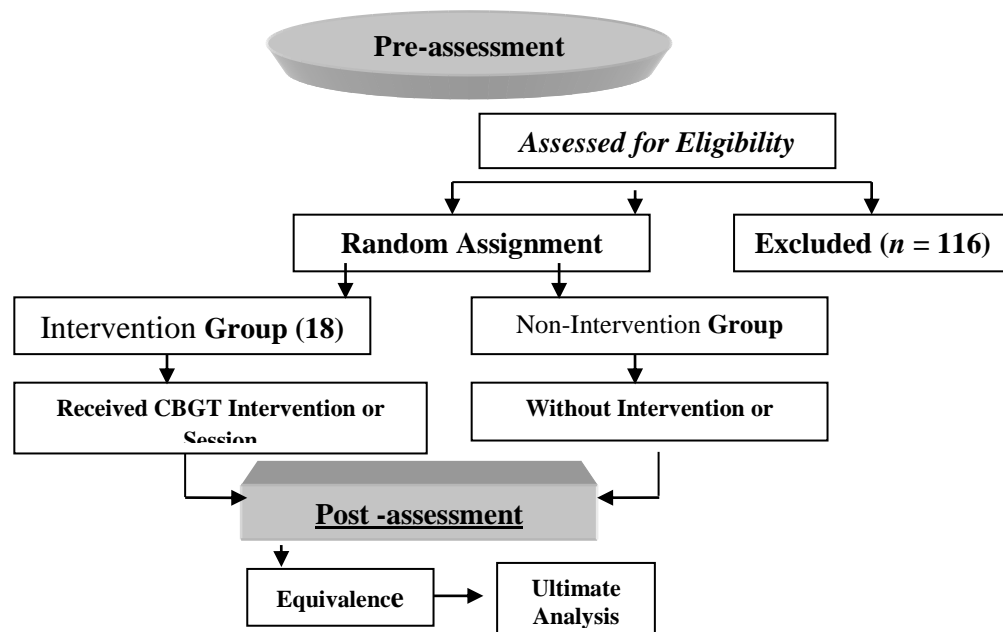 Pre-assessment
Assessed for Eligibility
Random Assignment
Excluded (n = 116)
Intervention Group (18)
Non-Intervention Group
Received CBGT Intervention or
Session
Without Intervention or
Post -assessment
Equivalence
Ultimate
Analysis